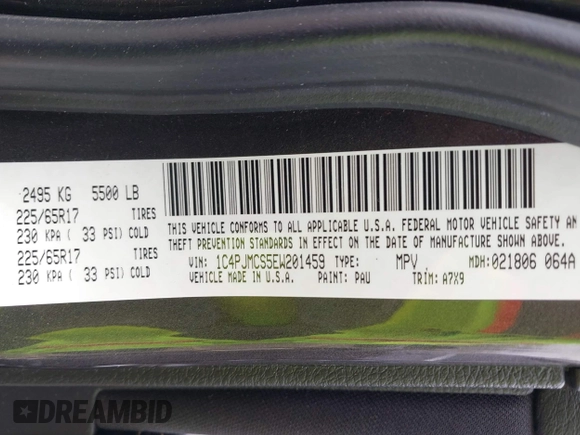 2495 KG 5500 LB
225/65R17 TIRES
230 KPA ( 33 PSI) COLD
225/65R17 TIRES
230 KPA ( 33 PSI) COLD
THIS VEHICLE CONFORMS TO ALL APPLICABLE U.S.A. FEDERAL MOTOR VEHICLE SAFETY AN
THEFT PREVENTION STANDARDS IN EFFECT ON THE DATE OF MANUFACTURE SHOWN ABOVE.
VIN: 1C4PJMCS5EW201459 TYPE: MPV MDH: 021806 064A
VEHICLE MADE IN U.S.A. PAINT: PAU TRIM: A7X9
DREAMBID